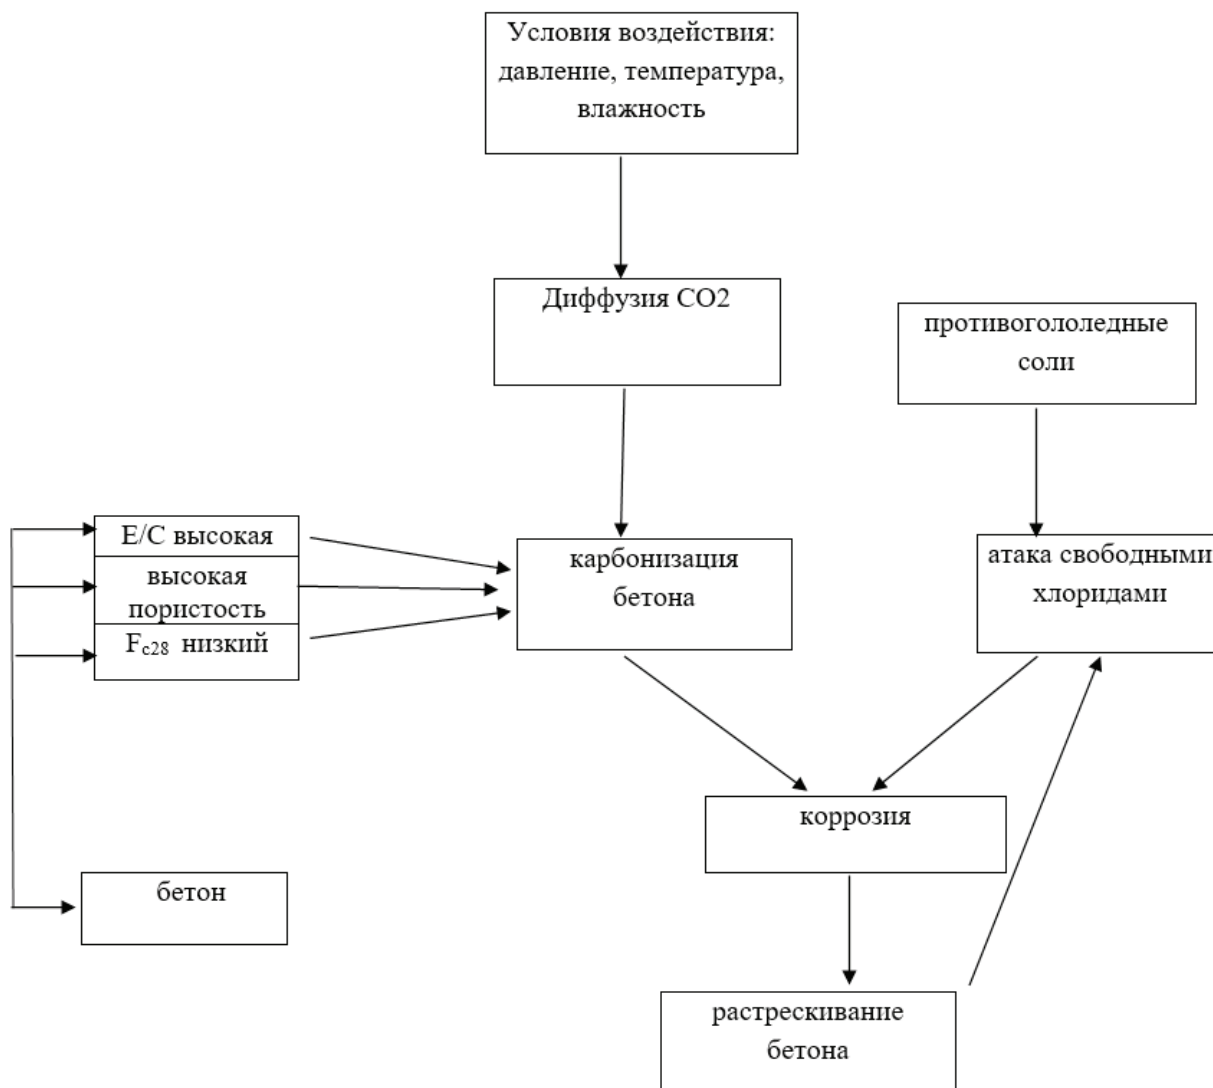 Условия воздействия:
давление, температура,
влажность
Диффузия СО2
противогололедные
соли
Е/С высокая
высокая
пористость
Fc28 низкий
карбонизация
бетона
атака свободными
хлоридами
коррозия
бетон
растрескивание
бетона